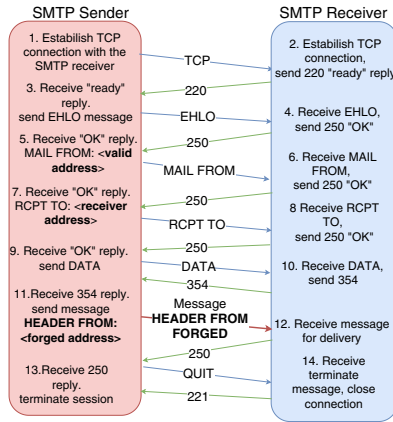 SMTP Sender
SMTP Receiver
1. Estabilish TCP
connection with the
SMTP receiver
TCP
2. Estabilish TCP
connection,
send 220 "ready" reply
220
3. Receive "ready"
reply.
send EHLO message
EHLO
4. Receive EHLO,
send 250 "OK"
250
5. Receive "OK" reply.
MAIL FROM: <valid
address>
MAIL FROM
6. Receive MAIL
FROM,
send 250 "OK"
250
7. Receive "OK" reply.
RCPT TO: <receiver
address>
RCPT TO
8 Receive RCPT
TO,
send 250 "OK"
250
9. Receive "OK" reply.
send DATA
DATA
10. Receive DATA,
send 354
354
11.Receive 354 reply.
send message
HEADER FROM:
<forged address>
Message
HEADER FROM
FORGED
12. Receive message
for delivery
250
13.Receive 250
reply.
terminate session
QUIT
14. Receive
terminate
message, close
connection
221